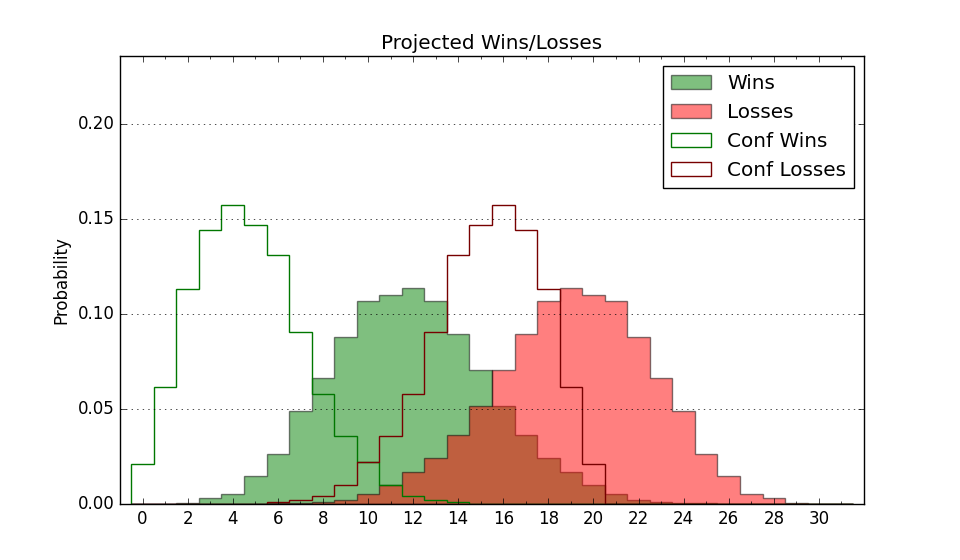 Projected Wins/Losses
Wins
Losses
Conf Wins
Conf Losses
Probability
0.20
0.15
0.10
0.05
0.00
0 2 4 6 8 10 12 14 16 18 20 22 24 26 28 30